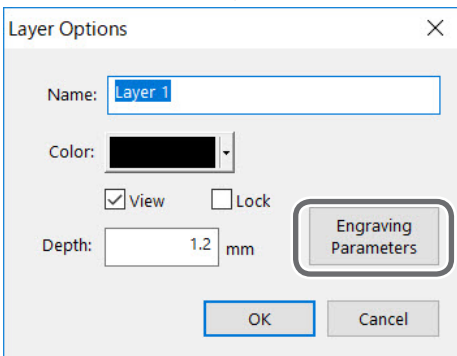 Layer Options
Name: Layer 1
Color:
View Lock
Depth: 1.2 mm
Engraving
Parameters
OK Cancel